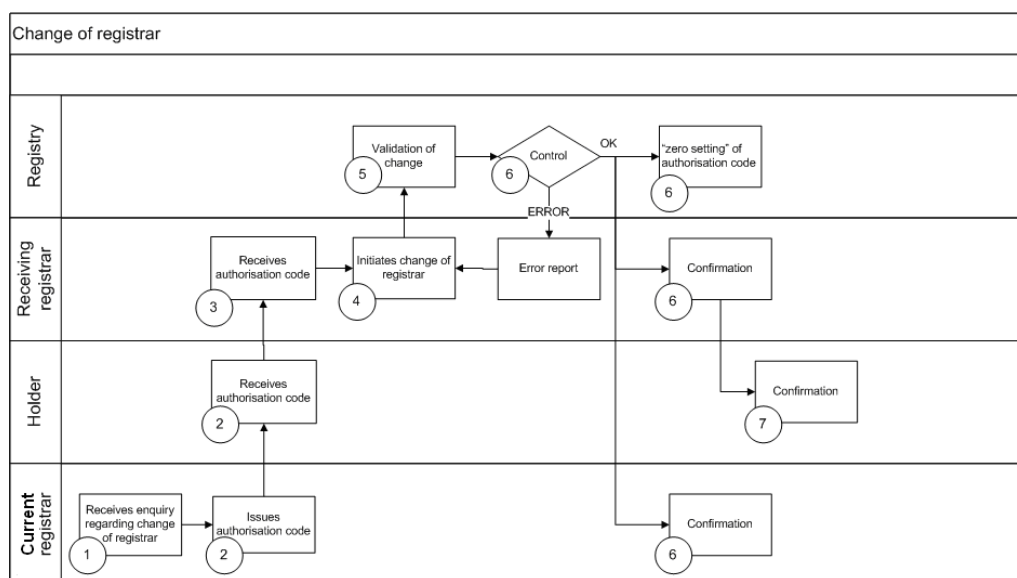 Change of registrar
Registry
Validation of
change
5
Control
6
OK
ERROR
"zero setting" of
authorisation code
6
Receiving
registrar
Receives
authorisation code
3
Initiates change of
registrar
4
Error report
Confirmation
6
Holder
Receives
authorisation code
2
Confirmation
7
Current
registrar
Receives enquiry
regarding change
of registrar
1
Issues
authorisation code
2
Confirmation
6